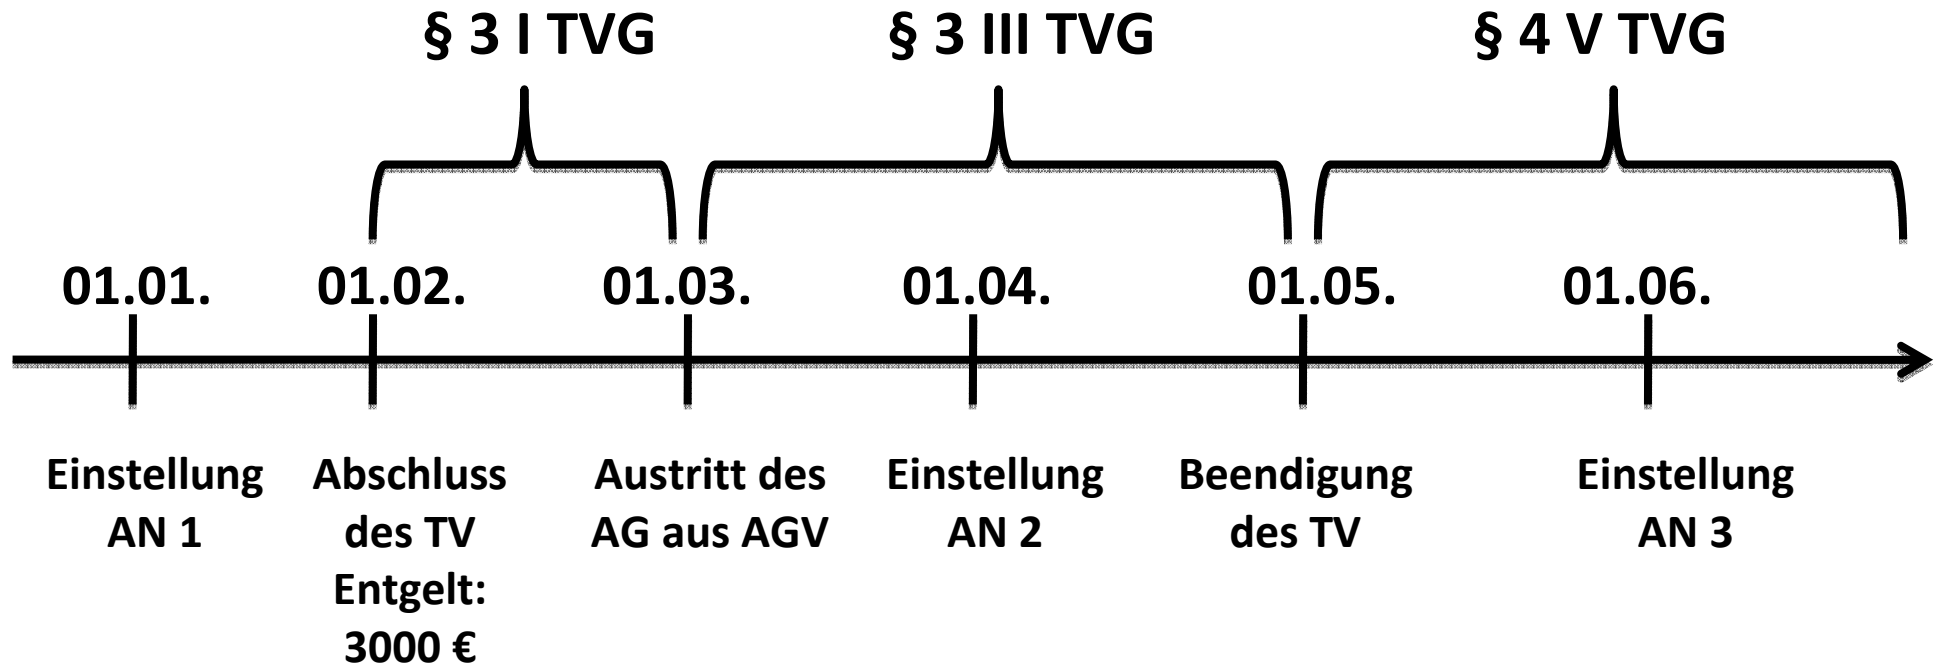 § 3 I TVG
§ 3 III TVG
§ 4 V TVG
01.01.
01.02.
01.03.
01.04.
01.05.
01.06.
Einstellung
AN 1
Abschluss
des TV
Entgelt:
3000 €
Austritt des
AG aus AGV
Einstellung
AN 2
Beendigung
des TV
Einstellung
AN 3